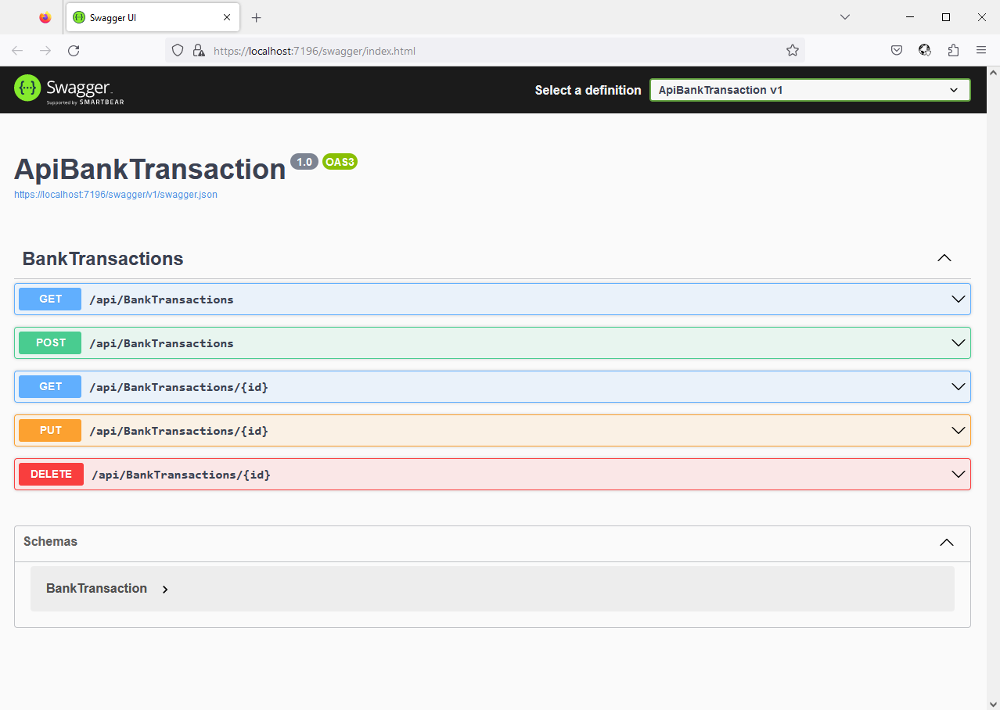 Swagger UI
https://localhost:7196/swagger/index.html
Swagger
Supported by SMARTBEAR
Select a definition
ApiBankTransaction v1
ApiBankTransaction 1.0 OAS3
https://localhost:7196/swagger/v1/swagger.json
BankTransactions
GET /api/BankTransactions
POST /api/BankTransactions
GET /api/BankTransactions/{id}
PUT /api/BankTransactions/{id}
DELETE /api/BankTransactions/{id}
Schemas
BankTransaction